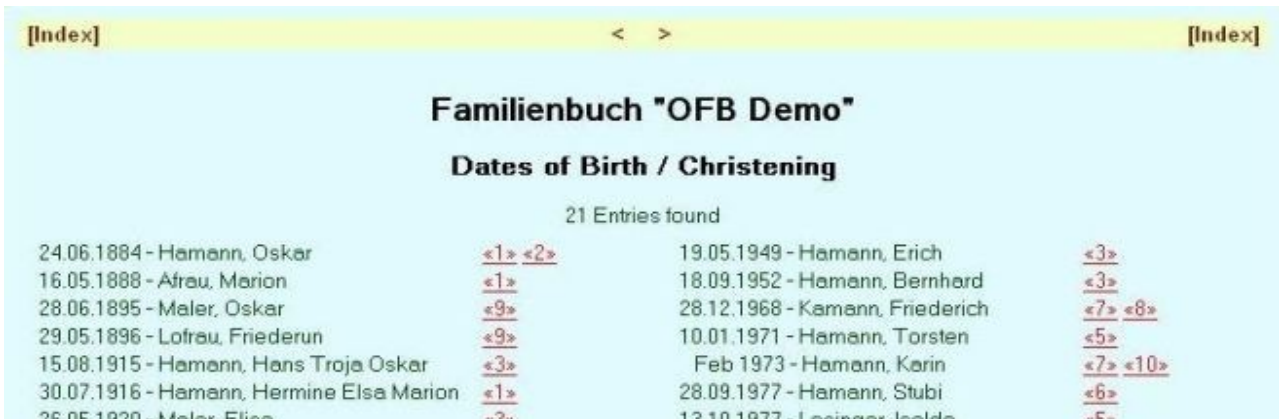 [Index] < > [Index]
Familienbuch "OFB Demo"
Dates of Birth / Christening
21 Entries found
24.06.1884 - Hamann, Oskar «1» «2»
16.05.1888 - Afrau, Marion «1»
28.06.1895 - Maler, Oskar «9»
29.05.1896 - Lofrau, Friederun «9»
15.08.1915 - Hamann, Hans Troja Oskar «3»
30.07.1916 - Hamann, Hermine Elsa Marion «1»
19.05.1949 - Hamann, Erich «3»
18.09.1952 - Hamann, Bernhard «3»
28.12.1968 - Kamann, Friederich «7» «8»
10.01.1971 - Hamann, Torsten «5»
Feb 1973 - Hamann, Karin «7» «10»
28.09.1977 - Hamann, Stubi «6»